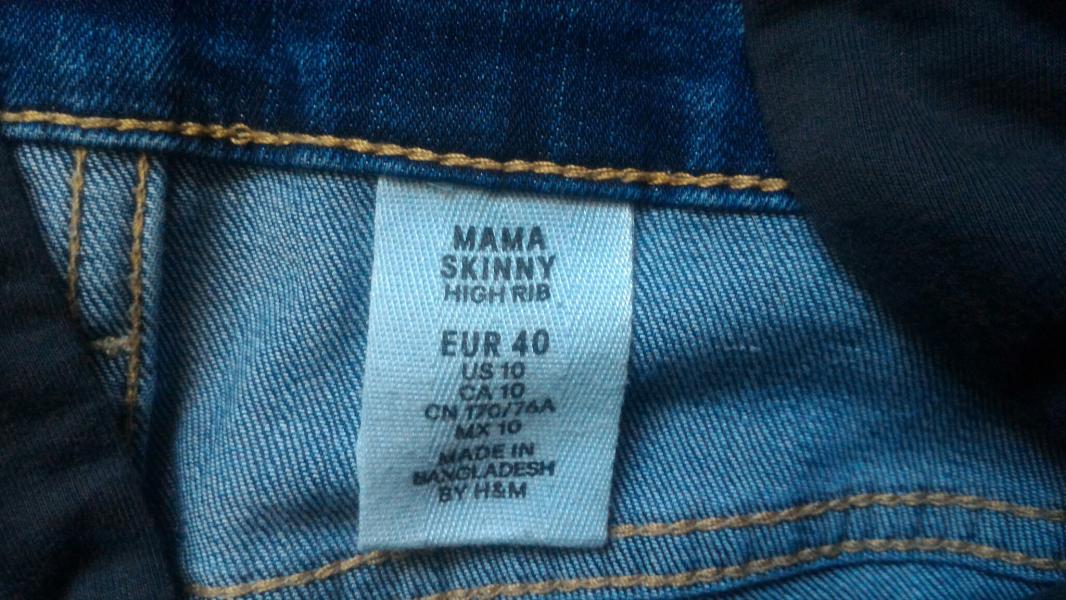 MAMA
SKINNY
HIGH RIB
EUR 40
US 10
CA 10
CN 170/76A
MX 10
MADE IN
BANGLADESH
BY H&M